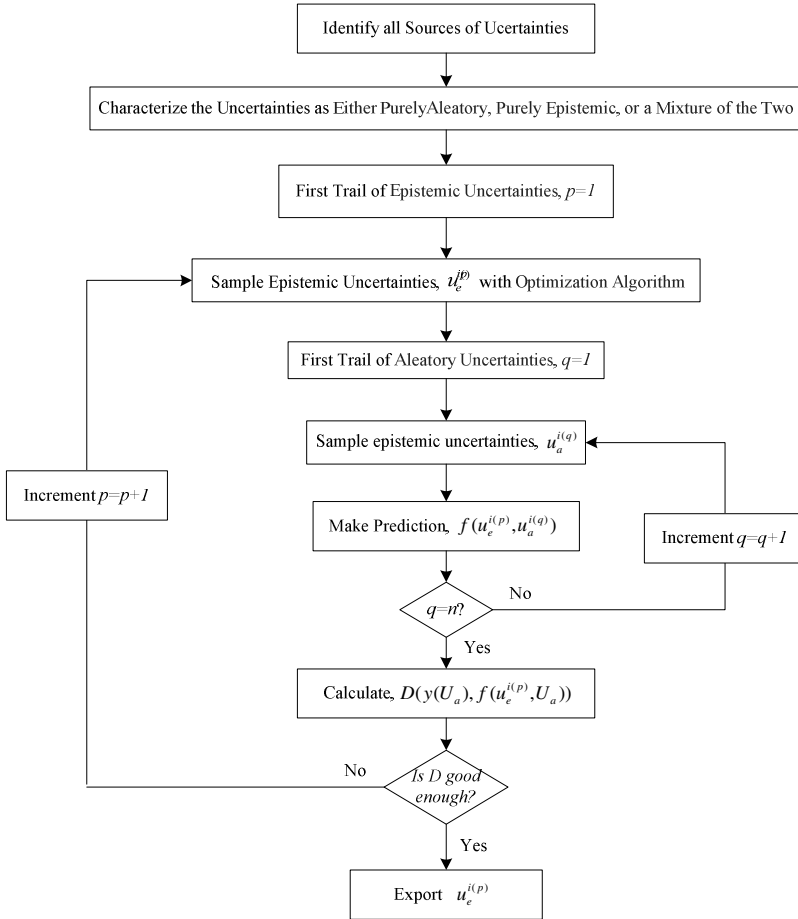 Identify all Sources of Ucertainties
Characterize the Uncertainties as Either PurelyAleatory, Purely Epistemic, or a Mixture of the Two
First Trail of Epistemic Uncertainties, p=1
Sample Epistemic Uncertainties, u_e^{i(p)} with Optimization Algorithm
First Trail of Aleatory Uncertainties, q=1
Sample epistemic uncertainties, u_a^{i(q)}
Increment p=p+1
Make Prediction, f(u_e^{i(p)},u_a^{i(q)})
Increment q=q+1
q=n?
No
Yes
Calculate, D(y(U_a), f(u_e^{i(p)},U_a))
No
Is D good
enough?
Yes
Export u_e^{i(p)}